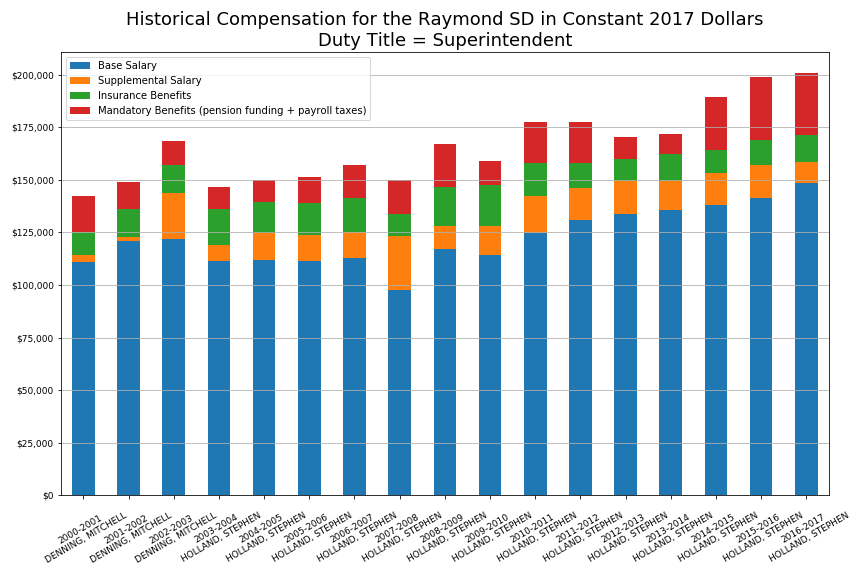 Historical Compensation for the Raymond SD in Constant 2017 Dollars
Duty Title = Superintendent
Base Salary
Supplemental Salary
Insurance Benefits
Mandatory Benefits (pension funding + payroll taxes)
$200,000
$175,000
$150,000
$125,000
$100,000
$75,000
$50,000
$25,000
$0
2000-2001
DENNING, MITCHELL
2001-2002
DENNING, MITCHELL
2002-2003
DENNING, MITCHELL
2003-2004
HOLLAND, STEPHEN
2004-2005
HOLLAND, STEPHEN
2005-2006
HOLLAND, STEPHEN
2006-2007
HOLLAND, STEPHEN
2007-2008
HOLLAND, STEPHEN
2008-2009
HOLLAND, STEPHEN
2009-2010
HOLLAND, STEPHEN
2010-2011
HOLLAND, STEPHEN
2011-2012
HOLLAND, STEPHEN
2012-2013
HOLLAND, STEPHEN
2013-2014
HOLLAND, STEPHEN
2014-2015
HOLLAND, STEPHEN
2015-2016
HOLLAND, STEPHEN
2016-2017
HOLLAND, STEPHEN